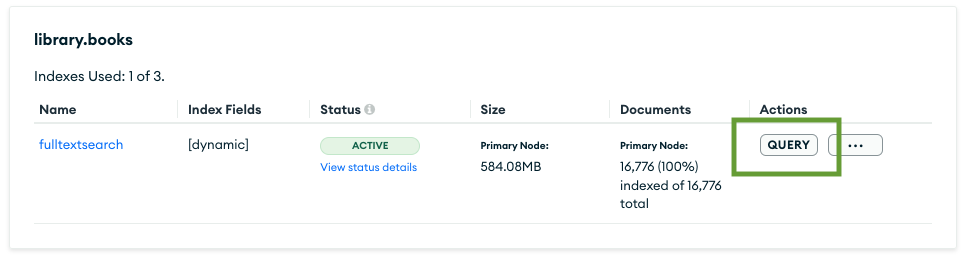 library.books
Indexes Used: 1 of 3.
Name Index Fields Status Size Documents Actions
fulltextsearch [dynamic] ACTIVE Primary Node: Primary Node: QUERY ...
View status details 584.08MB 16,776 (100%)
indexed of 16,776
total